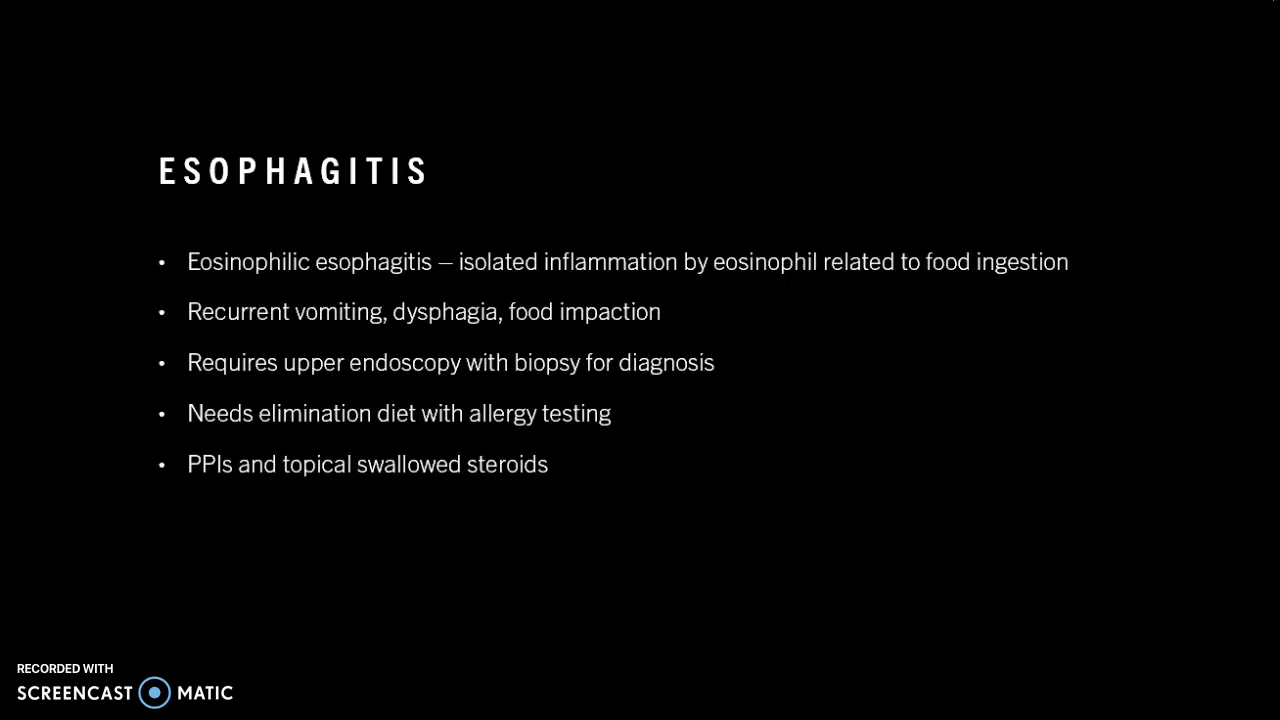 ESOPHAGITIS
• Eosinophilic esophagitis – isolated inflammation by eosinophil related to food ingestion
• Recurrent vomiting, dysphagia, food impaction
• Requires upper endoscopy with biopsy for diagnosis
• Needs elimination diet with allergy testing
• PPIs and topical swallowed steroids
RECORDED WITH
SCREENCAST MATIC